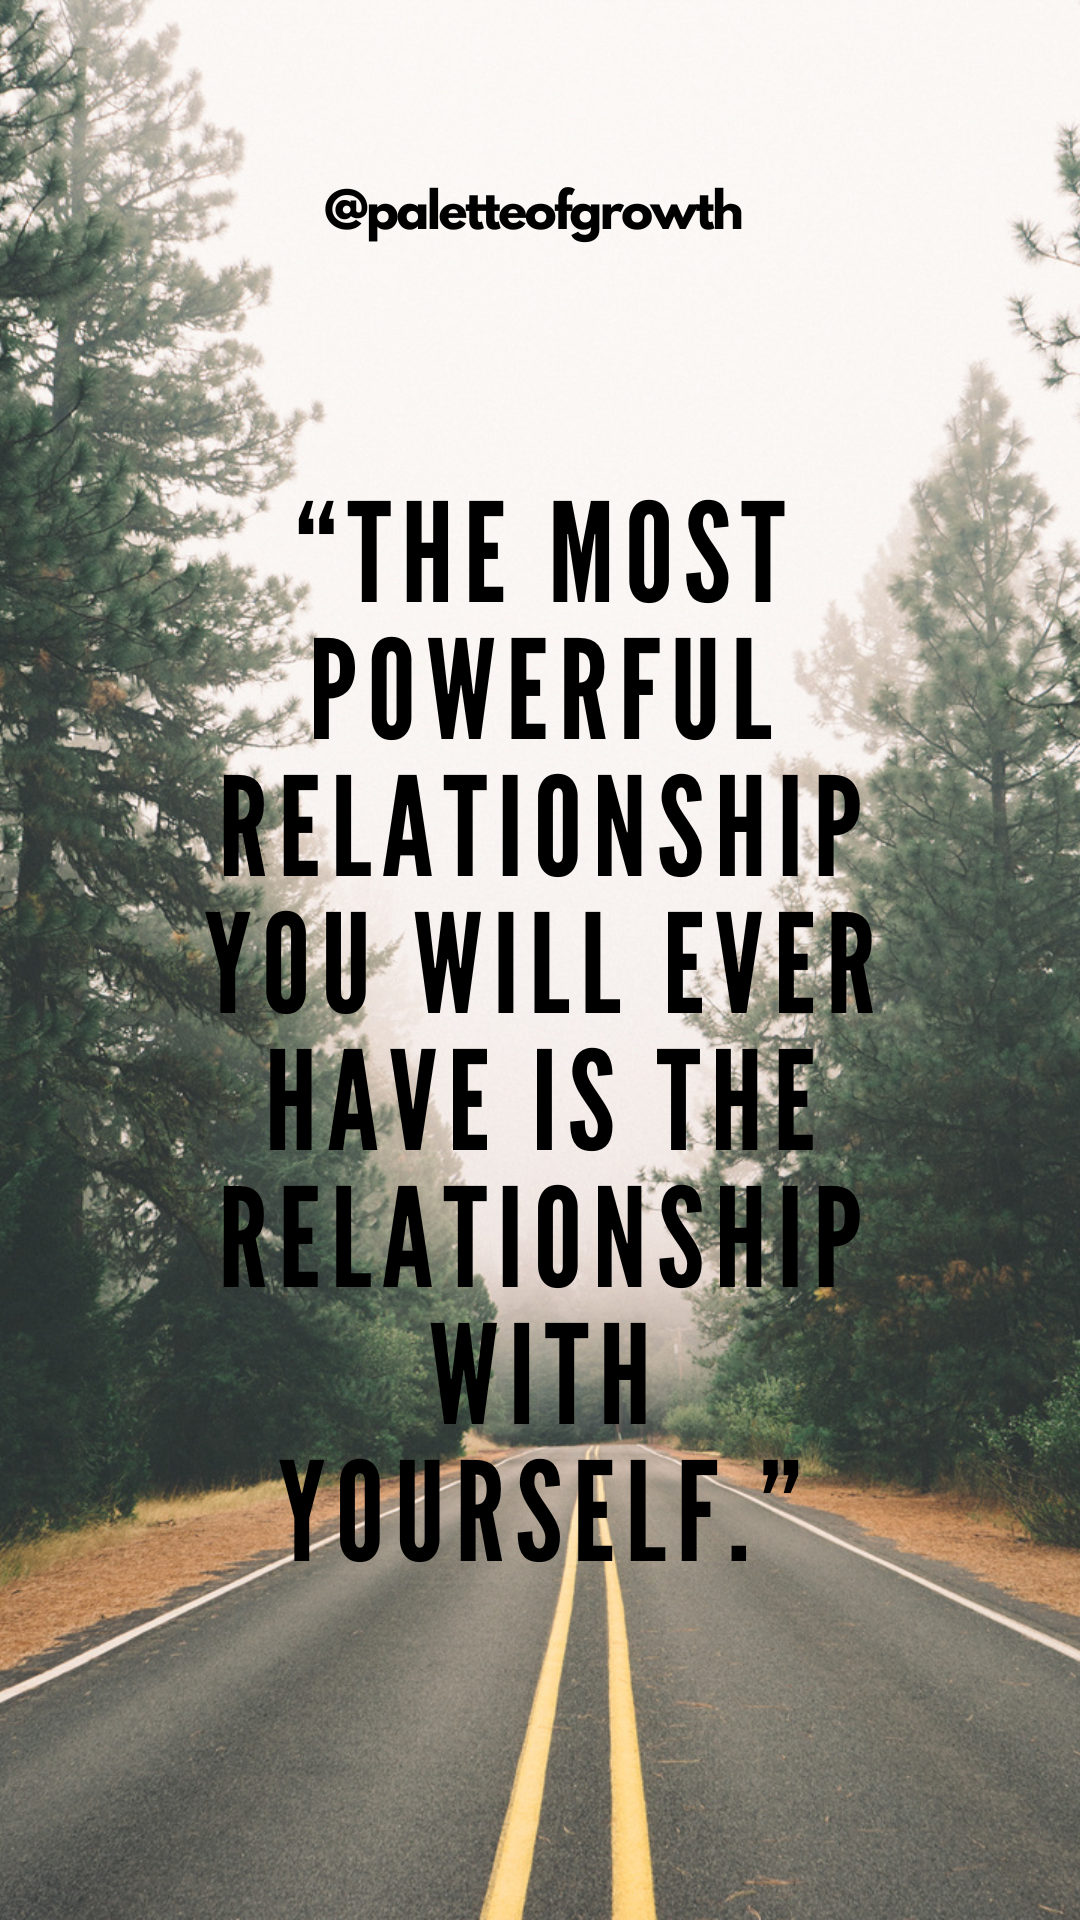 @paletteofgrowth
“THE MOST
POWERFUL
RELATIONSHIP
YOU WILL EVER
HAVE IS THE
RELATIONSHIP
WITH
YOURSELF.”